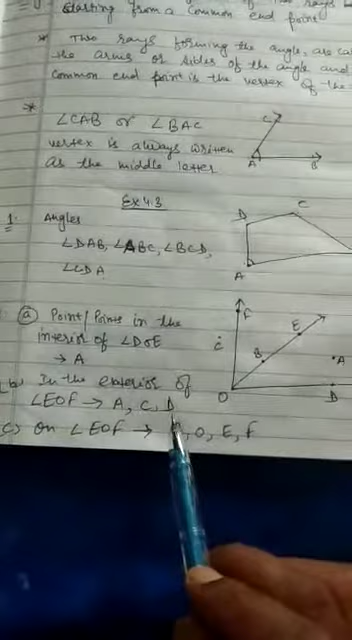 starting from a common end point
* Two rays forming the angle are
the arms or sides of the angle and
common end point is the vertex of the
* ∠CAB or ∠BAC
vertex is always written
as the middle letter
C
A
B
Ex 4.3
1. Angles
∠DAB, ∠ABC, ∠BCD,
∠CDA
D
C
A
(a) Point/Points in the
interior of ∠DOE
→ A
(b) In the exterior of
∠EOF → A, C, D
(c) on ∠EOF → O, E, F
F
C
E
B
A
O
D